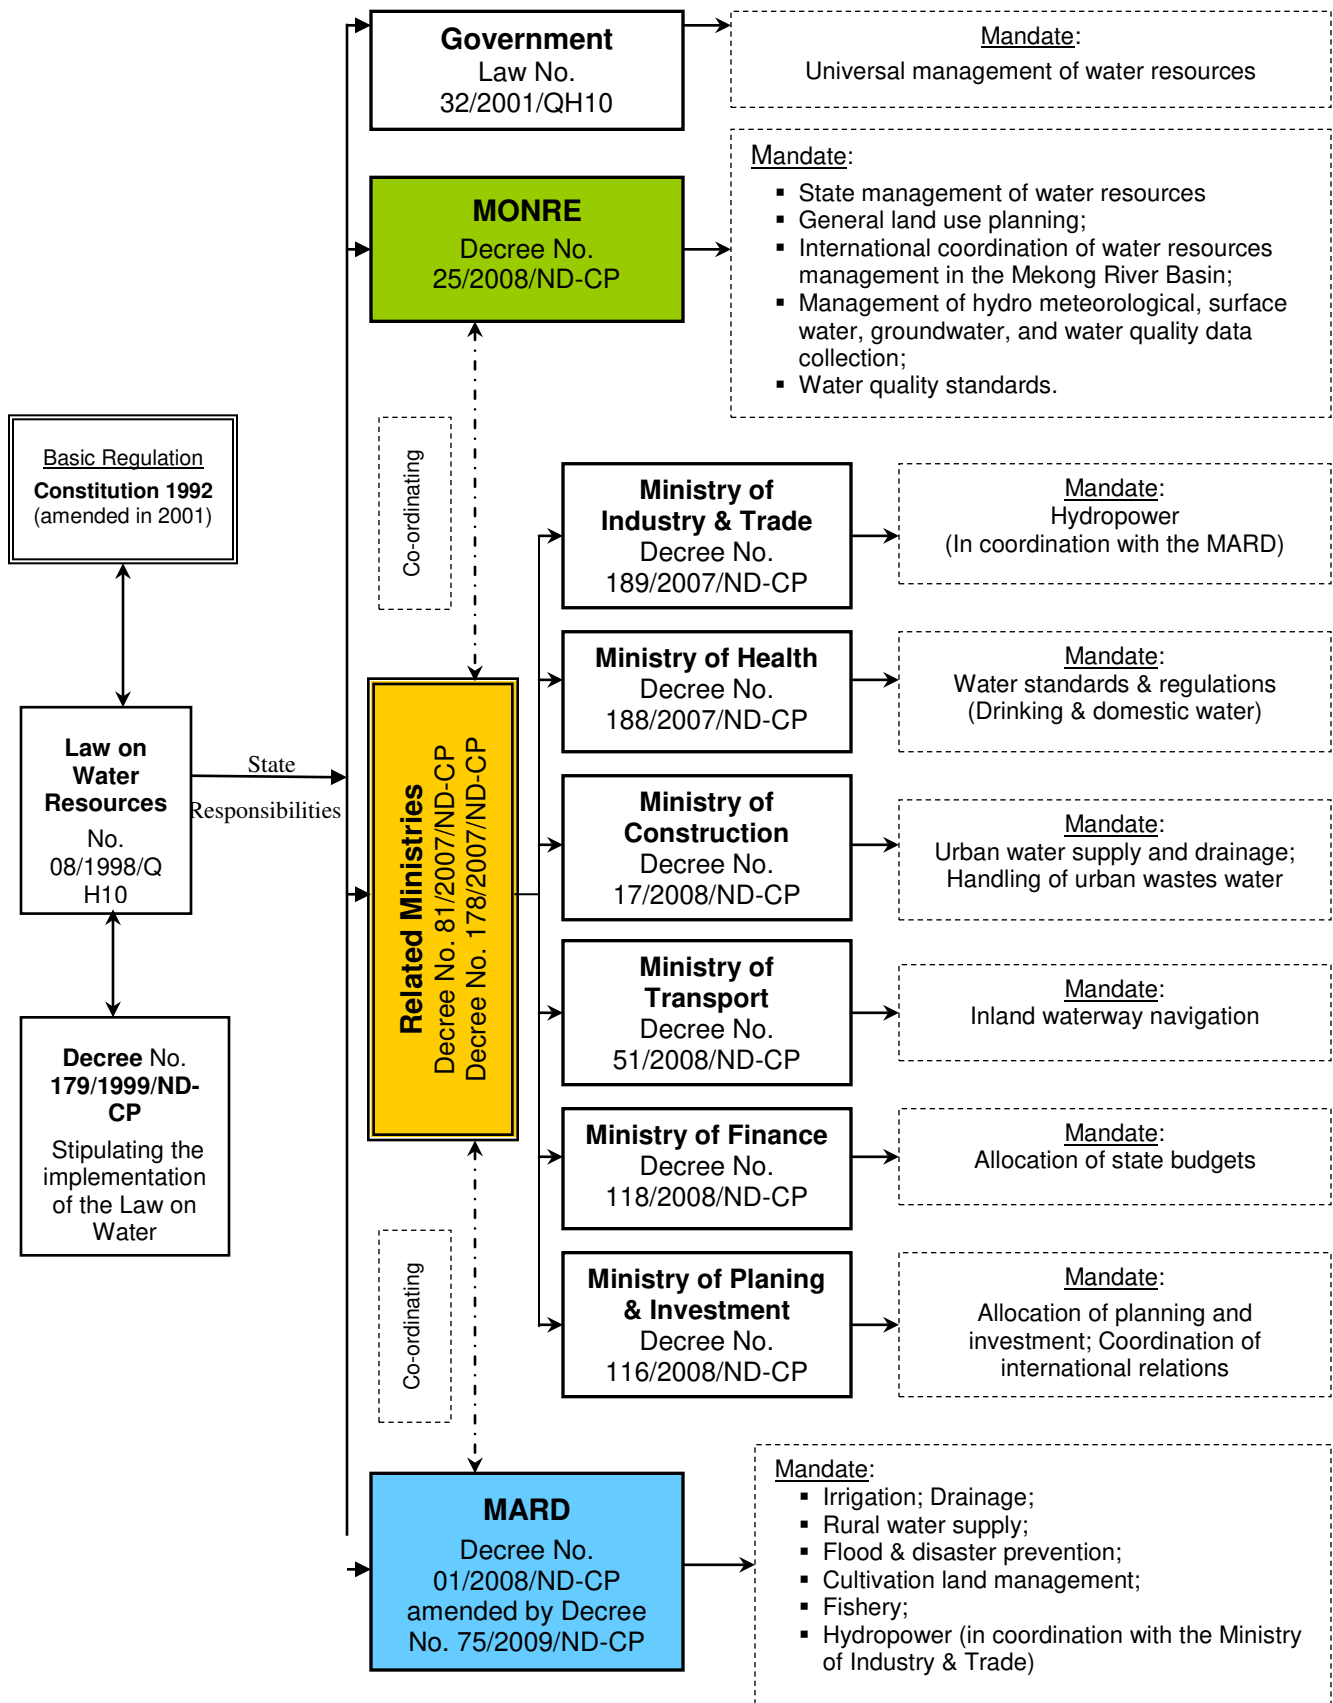 Government
Law No.
32/2001/QH10
Mandate:
Universal management of water resources
MONRE
Decree No.
25/2008/ND-CP
Mandate:
▪ State management of water resources
▪ General land use planning;
▪ International coordination of water resources
management in the Mekong River Basin;
▪ Management of hydro meteorological, surface
water, groundwater, and water quality data
collection;
▪ Water quality standards.
Basic Regulation
Constitution 1992
(amended in 2001)
Law on
Water
Resources
No.
08/1998/Q
H10
Decree No.
179/1999/ND-
CP
Stipulating the
implementation
of the Law on
Water
State
Responsibilities
Co-ordinating
Related Ministries
Decree No. 81/2007/ND-CP
Decree No. 178/2007/ND-CP
Co-ordinating
Ministry of
Industry & Trade
Decree No.
189/2007/ND-CP
Mandate:
Hydropower
(In coordination with the MARD)
Ministry of Health
Decree No.
188/2007/ND-CP
Mandate:
Water standards & regulations
(Drinking & domestic water)
Ministry of
Construction
Decree No.
17/2008/ND-CP
Mandate:
Urban water supply and drainage;
Handling of urban wastes water
Ministry of
Transport
Decree No.
51/2008/ND-CP
Mandate:
Inland waterway navigation
Ministry of Finance
Decree No.
118/2008/ND-CP
Mandate:
Allocation of state budgets
Ministry of Planing
& Investment
Decree No.
116/2008/ND-CP
Mandate:
Allocation of planning and
investment; Coordination of
international relations
MARD
Decree No.
01/2008/ND-CP
amended by Decree
No. 75/2009/ND-CP
Mandate:
▪ Irrigation; Drainage;
▪ Rural water supply;
▪ Flood & disaster prevention;
▪ Cultivation land management;
▪ Fishery;
▪ Hydropower (in coordination with the Ministry
of Industry & Trade)